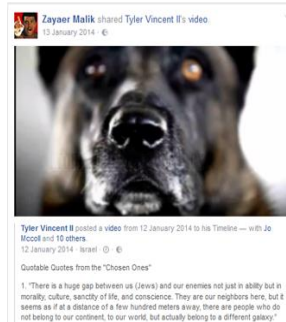 Zayaer Malik shared Tyler Vincent II's video
13 January 2014 ·
Tyler Vincent II posted a video from 12 January 2014 to his Timeline — with Jo
Mccoll and 10 others.
12 January 2014 · Israel ·
Quotable Quotes from the "Chosen Ones"
1. "There is a huge gap between us (Jews) and our enemies not just in ability but in
morality, culture, sanctity of life, and conscience. They are our neighbors here, but it
seems as if at a distance of a few hundred meters away, there are people who do
not belong to our continent, to our world, but actually belong to a different galaxy."